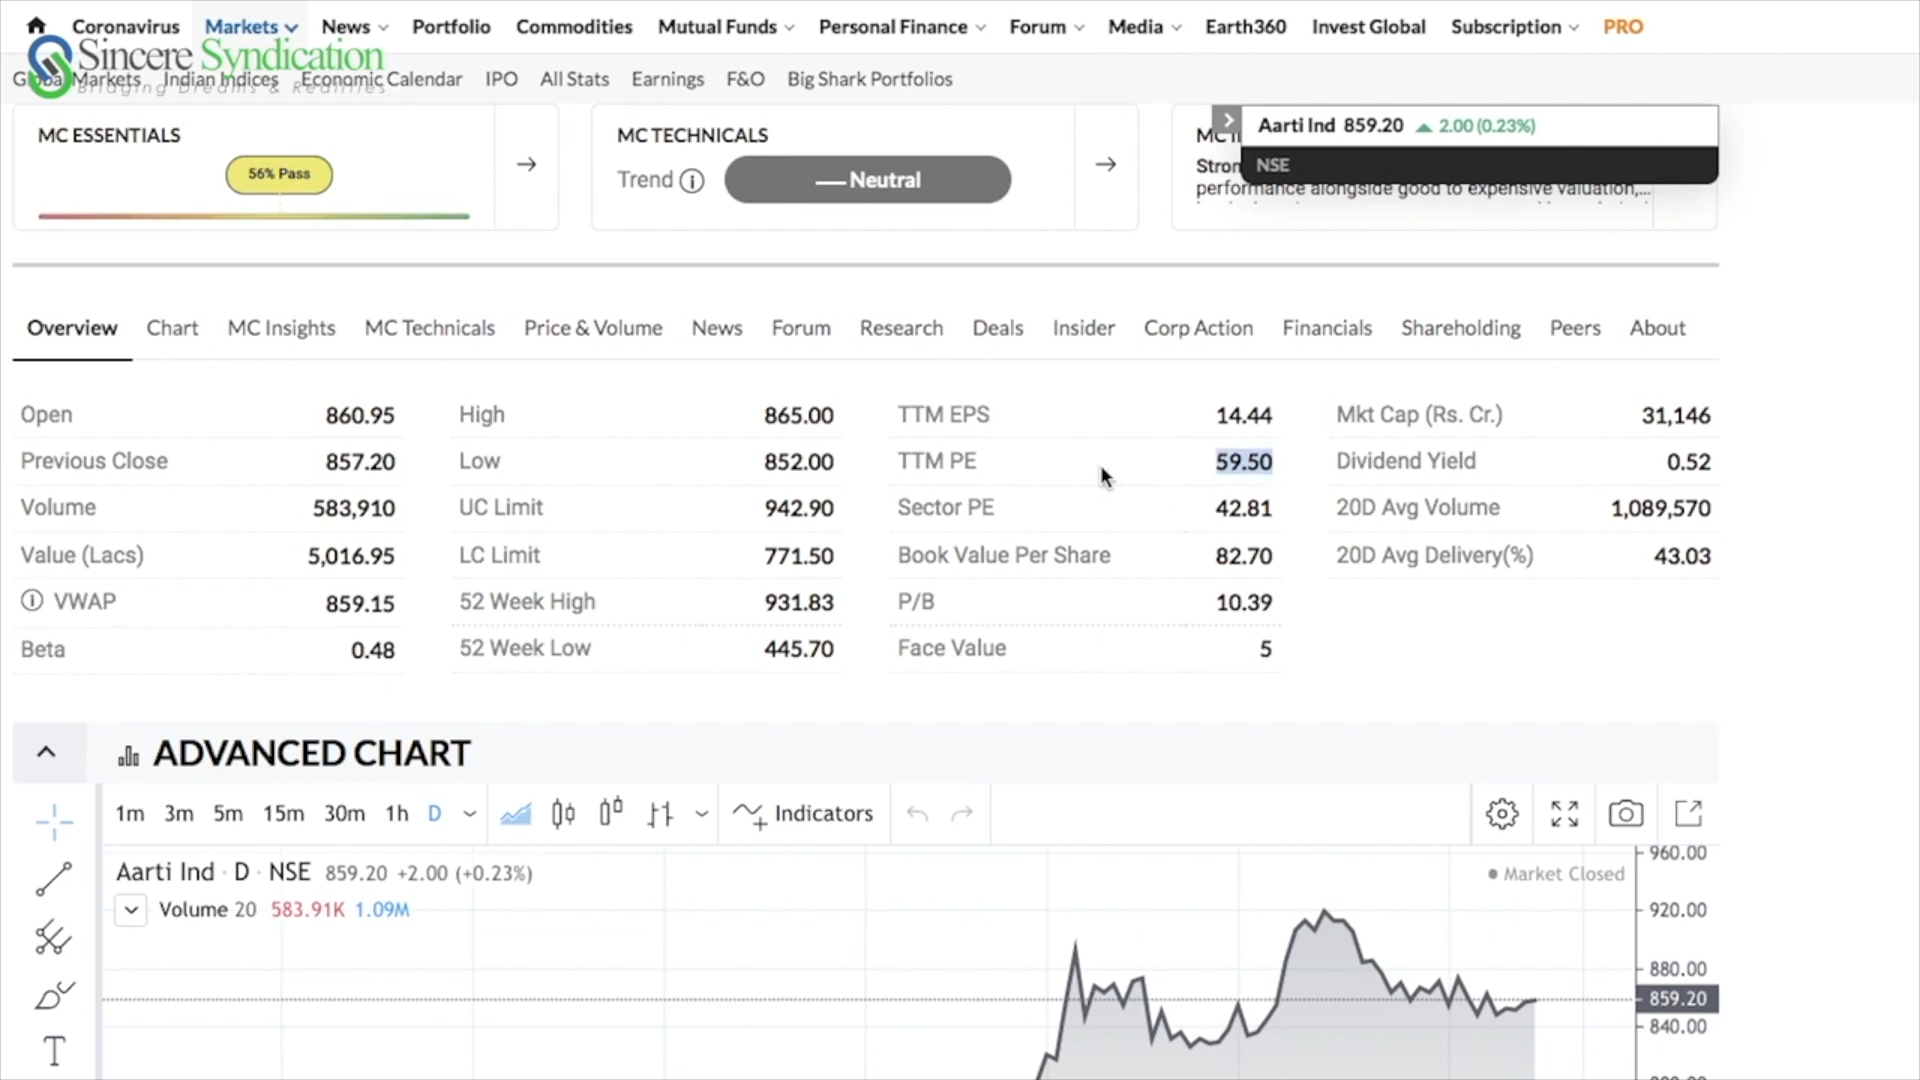 Coronavirus Markets News Portfolio Commodities Mutual Funds Personal Finance Forum Media Earth360 Invest Global Subscription PRO
Sincere Syndication
Bridging Dreams & Realities
Global Markets Indian Indices Economic Calendar IPO All Stats Earnings F&O Big Shark Portfolios
MC ESSENTIALS
56% Pass
MC TECHNICALS
Trend — Neutral
Aarti Ind 859.20 2.00 (0.23%)
NSE
performance alongside good to expensive valuation,...
Overview Chart MC Insights MC Technicals Price & Volume News Forum Research Deals Insider Corp Action Financials Shareholding Peers About
Open 860.95 High 865.00 TTM EPS 14.44 Mkt Cap (Rs. Cr.) 31,146
Previous Close 857.20 Low 852.00 TTM PE 59.50 Dividend Yield 0.52
Volume 583,910 UC Limit 942.90 Sector PE 42.81 20D Avg Volume 1,089,570
Value (Lacs) 5,016.95 LC Limit 771.50 Book Value Per Share 82.70 20D Avg Delivery(%) 43.03
VWAP 859.15 52 Week High 931.83 P/B 10.39
Beta 0.48 52 Week Low 445.70 Face Value 5
ADVANCED CHART
1m 3m 5m 15m 30m 1h D Indicators
Aarti Ind · D · NSE 859.20 +2.00 (+0.23%)
Market Closed
Volume 20 583.91K 1.09M
960.00
920.00
880.00
859.20
840.00